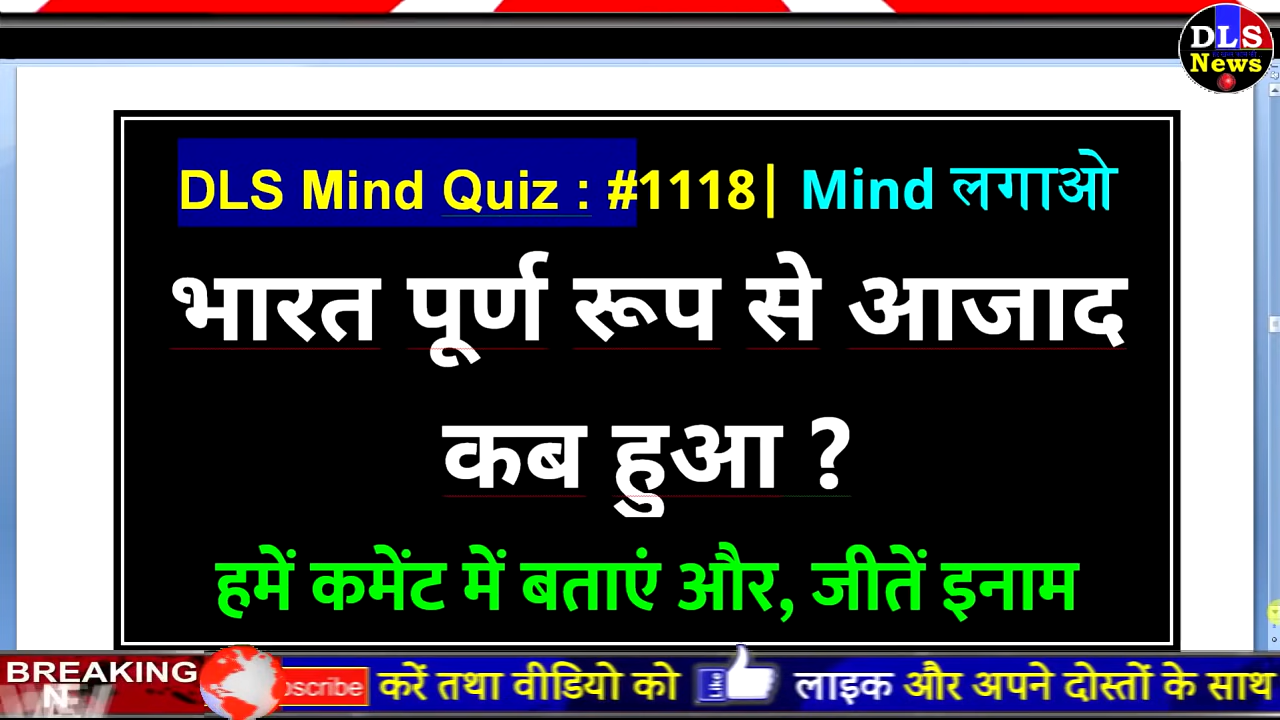 DLS
News
DLS Mind Quiz : #1118| Mind लगाओ
भारत पूर्ण रूप से आजाद
कब हुआ ?
हमें कमेंट में बताएं और, जीतें इनाम
BREAKING
करें तथा वीडियो को लाइक और अपने दोस्तों के साथ